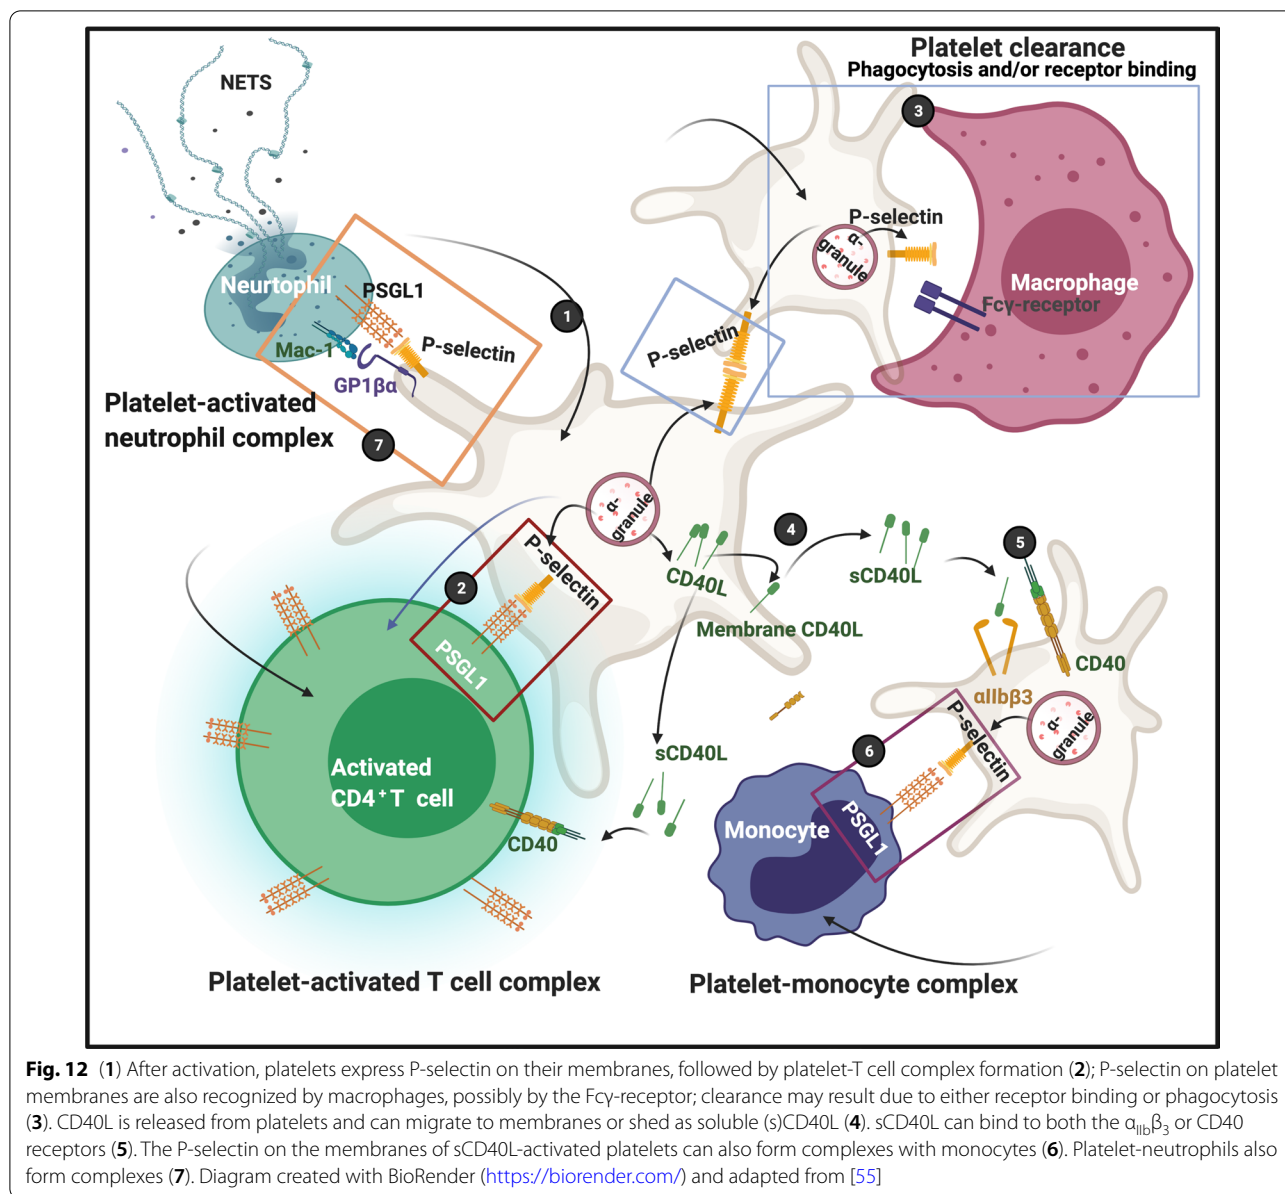 Platelet clearance
Phagocytosis and/or receptor binding
NETS
3
P-selectin
α-
granule
Neurtophil
PSGL1
Macrophage
Fcγ-receptor
1
Mac-1
P-selectin
P-selectin
GP1βα
Platelet-activated
neutrophil complex
7
α-
granule
4
5
P-selectin
CD40L
sCD40L
2
Membrane CD40L
PSGL1
CD40
αIIbβ3
P-selectin
α-
granule
6
sCD40L
Activated
CD4+T cell
Monocyte
PSGL1
CD40
Platelet-activated T cell complex
Platelet-monocyte complex
Fig. 12 (1) After activation, platelets express P-selectin on their membranes, followed by platelet-T cell complex formation (2); P-selectin on platelet
membranes are also recognized by macrophages, possibly by the Fcγ-receptor; clearance may result due to either receptor binding or phagocytosis
(3). CD40L is released from platelets and can migrate to membranes or shed as soluble (s)CD40L (4). sCD40L can bind to both the αIIbβ3 or CD40
receptors (5). The P-selectin on the membranes of sCD40L-activated platelets can also form complexes with monocytes (6). Platelet-neutrophils also
form complexes (7). Diagram created with BioRender (https://biorender.com/) and adapted from [55]